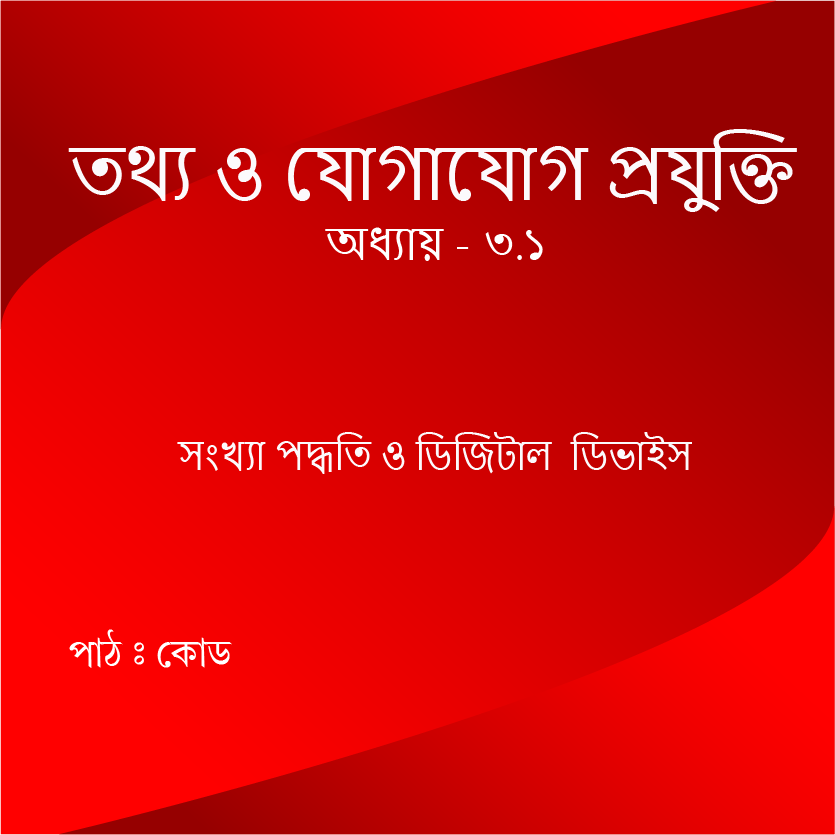 তথ্য ও যোগাযোগ প্রযুক্তি
অধ্যায় - ৩.১
সংখ্যা পদ্ধতি ও ডিজিটাল ডিভাইস
পাঠ ঃ কোড